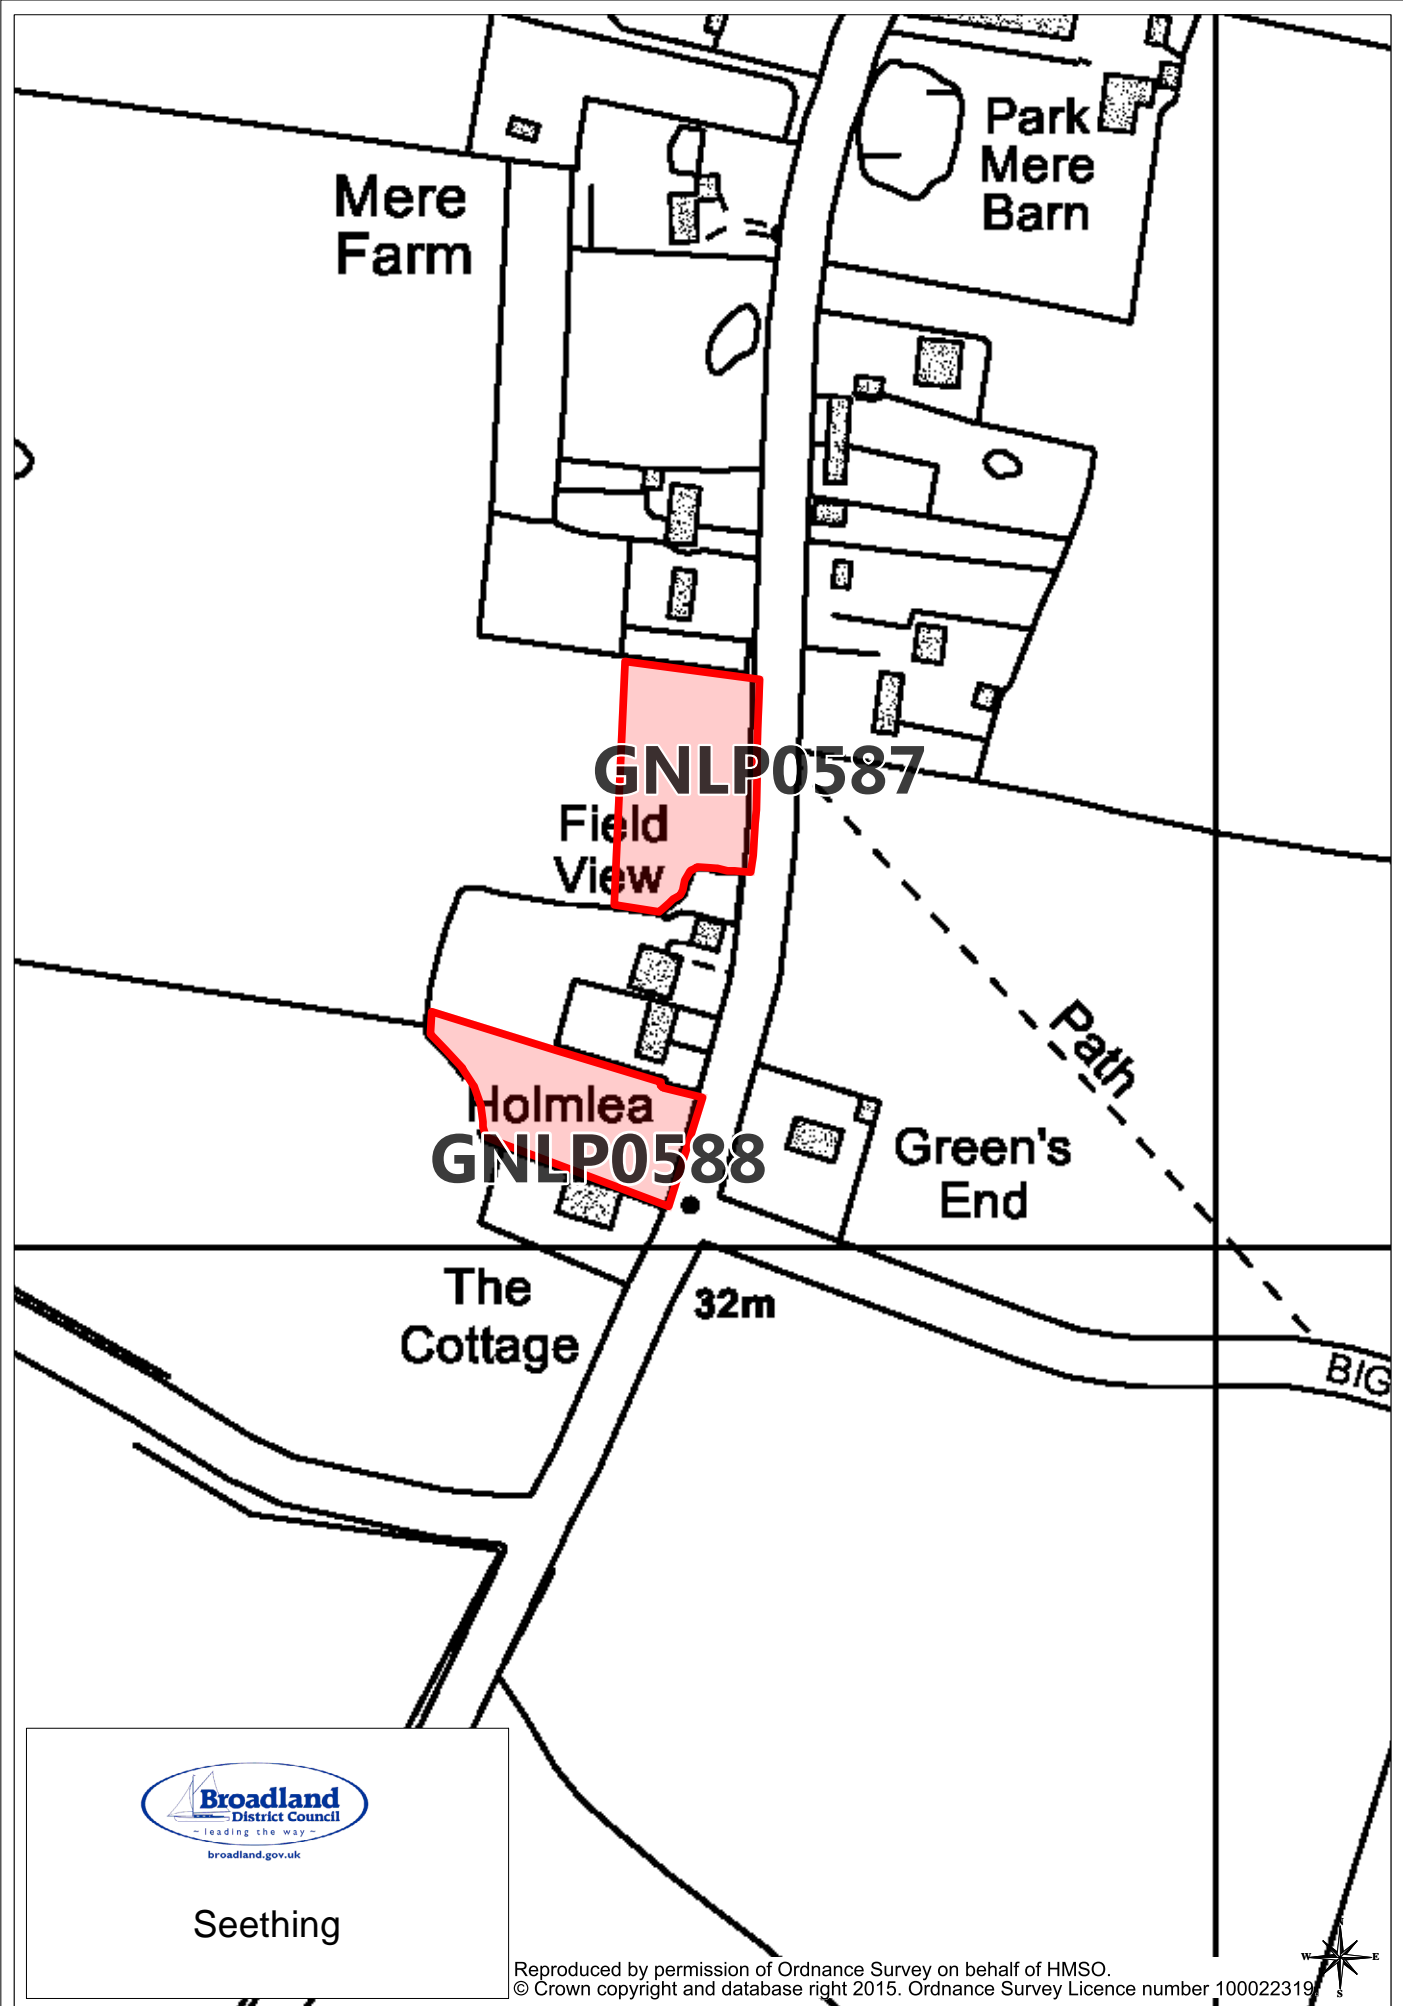 Park
Mere
Barn
Mere
Farm
GNLP0587
Field
View
Path
Holmlea
GNLP0588
Green's
End
The
Cottage
32m
BIG
Broadland
District Council
~ leading the way ~
broadland.gov.uk
Seething
N
W E
S
Reproduced by permission of Ordnance Survey on behalf of HMSO.
© Crown copyright and database right 2015. Ordnance Survey Licence number 100022319